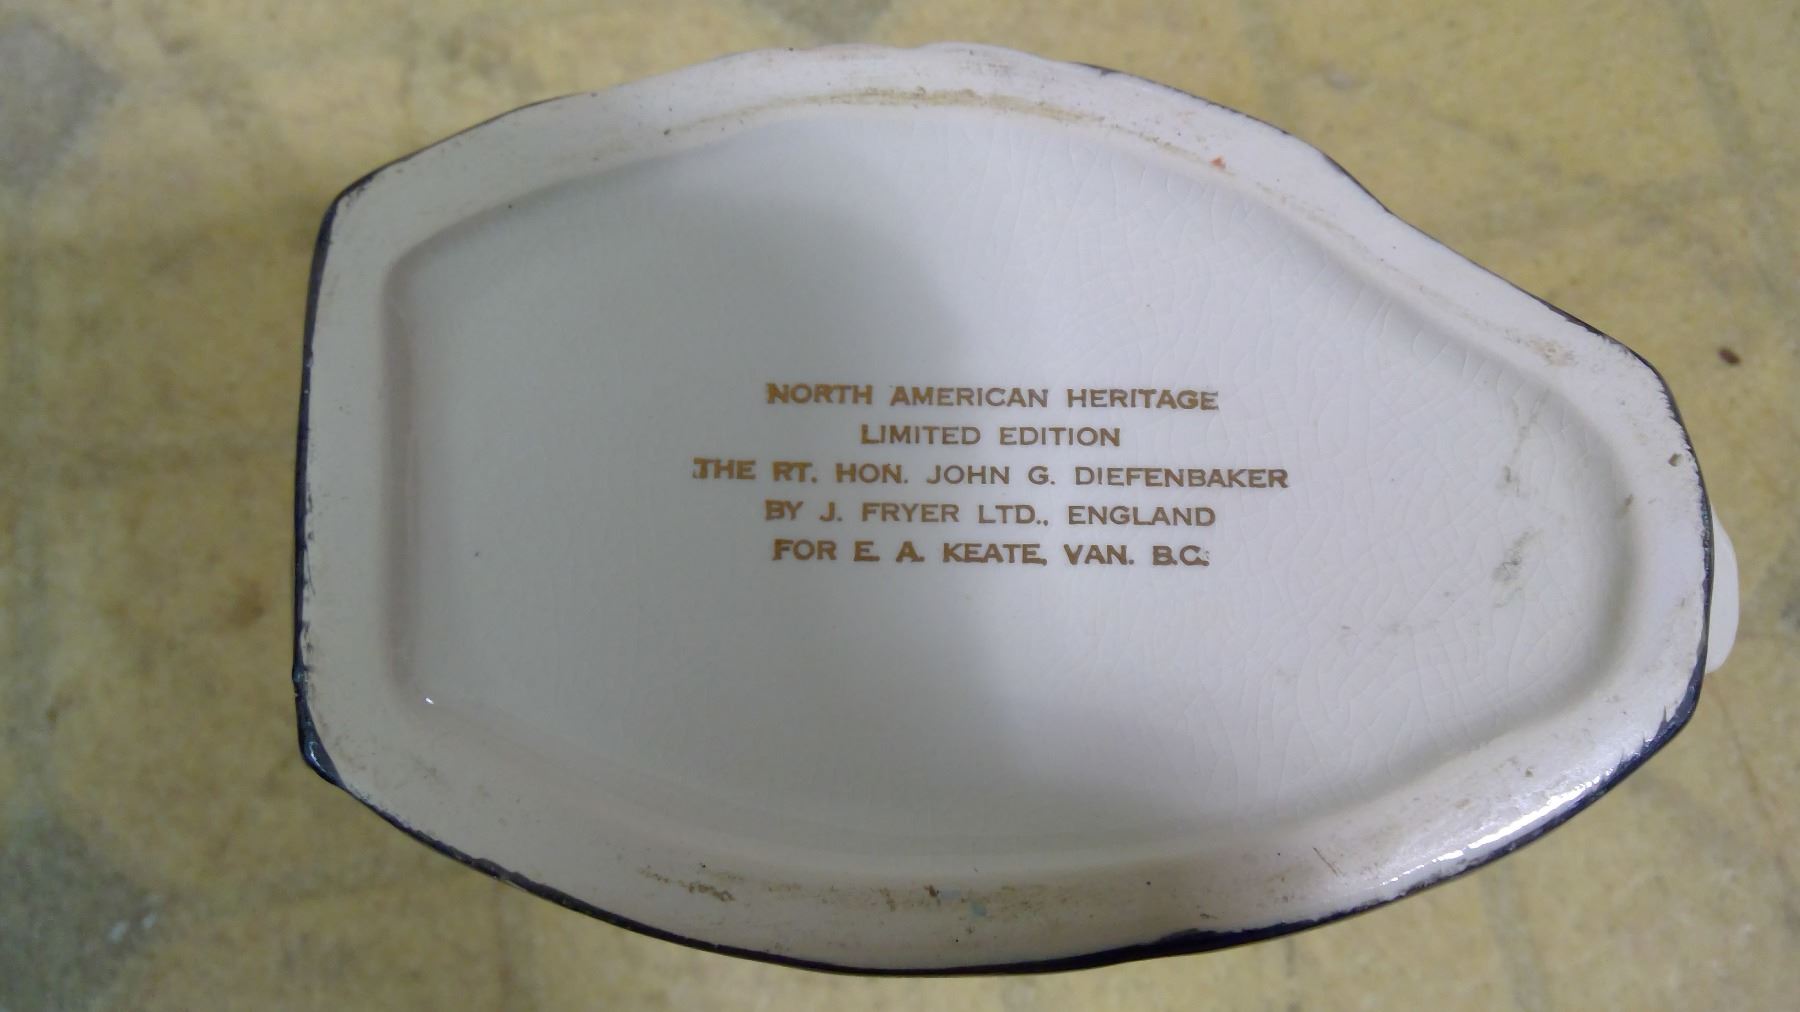 NORTH AMERICAN HERITAGE
LIMITED EDITION
THE RT. HON. JOHN G. DIEFENBAKER
BY J. FRYER LTD., ENGLAND
FOR E. A. KEATE, VAN. B.C.